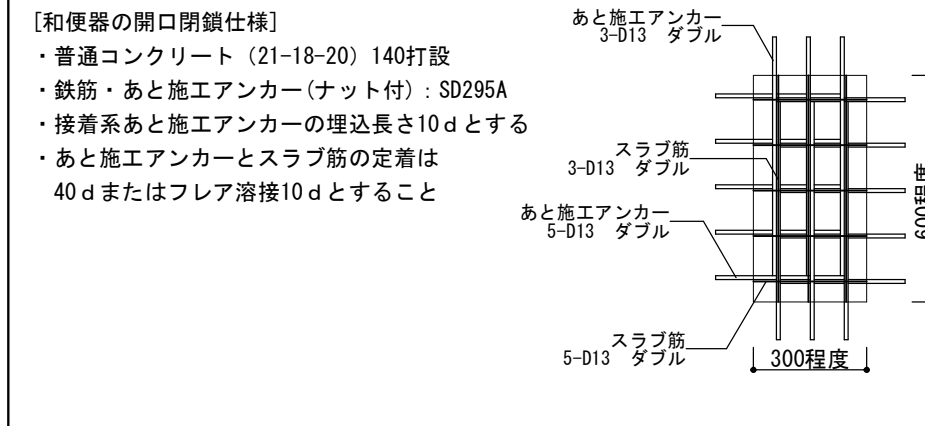 [和便器の開口閉鎖仕様]
・普通コンクリート（21-18-20）140打設
・鉄筋・あと施工アンカー(ナット付)：SD295A
・接着系あと施工アンカーの埋込長さ10ｄとする
・あと施工アンカーとスラブ筋の定着は
40ｄまたはフレア溶接10ｄとすること
あと施工アンカー
3-D13　ダブル
スラブ筋
3-D13　ダブル
あと施工アンカー
5-D13　ダブル
スラブ筋
5-D13　ダブル
300程度
600程度